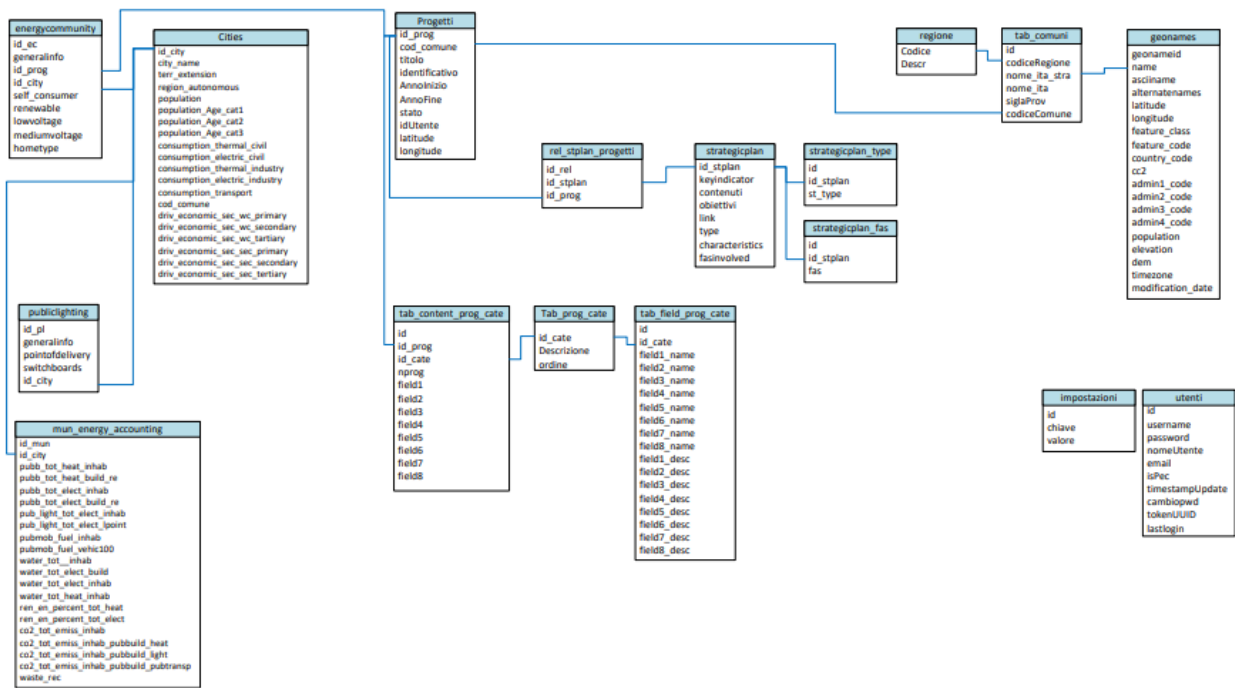 energycommunity
id_ec
generalinfo
id_prog
id_city
self_consumer
renewable
lowvoltage
mediumvoltage
hometype
Cities
id_city
city_name
terr_extension
region_autonomous
population
population_Age_cat1
population_Age_cat2
population_Age_cat3
consumption_thermal_civil
consumption_electric_civil
consumption_thermal_industry
consumption_electric_industry
consumption_transport
cod_comune
driv_economic_sec_wc_primary
driv_economic_sec_wc_secondary
driv_economic_sec_wc_tertiary
driv_economic_sec_sec_primary
driv_economic_sec_sec_secondary
driv_economic_sec_sec_tertiary
Progetti
id_prog
cod_comune
titolo
identificativo
AnnoInizio
AnnoFine
stato
idUtente
latitude
longitude
regione
Codice
Descr
tab_comuni
id
codiceRegione
nome_ita_stra
nome_ita
siglaProv
codiceComune
geonames
geonameid
name
asciiname
alternatenames
latitude
longitude
feature_class
feature_code
country_code
cc2
admin1_code
admin2_code
admin3_code
admin4_code
population
elevation
dem
timezone
modification_date
rel_stplan_progetti
id_rel
id_stplan
id_prog
strategicplan
id_stplan
keyindicator
contenuti
obiettivi
link
type
characteristics
fasinvolved
strategicplan_type
id
id_stplan
st_type
strategicplan_fas
id
id_stplan
fas
publiclighting
id_pl
generalinfo
pointofdelivery
switchboards
id_city
tab_content_prog_cate
id
id_prog
id_cate
nprog
field1
field2
field3
field4
field5
field6
field7
field8
Tab_prog_cate
id_cate
Descrizione
ordine
tab_field_prog_cate
id
id_cate
field1_name
field2_name
field3_name
field4_name
field5_name
field6_name
field7_name
field8_name
field1_desc
field2_desc
field3_desc
field4_desc
field5_desc
field6_desc
field7_desc
field8_desc
impostazioni
id
chiave
valore
utenti
id
username
password
nomeUtente
email
isPec
timestampUpdate
cambiopwd
tokenUUID
lastlogin
mun_energy_accounting
id_mun
id_city
pubb_tot_heat_inhab
pubb_tot_heat_build_re
pubb_tot_elect_inhab
pubb_tot_elect_build_re
pub_light_tot_elect_inhab
pub_light_tot_elect_lpoint
pubmob_fuel_inhab
pubmob_fuel_vehic100
water_tot__inhab
water_tot_elect_build
water_tot_elect_inhab
water_tot_heat_inhab
ren_en_percent_tot_heat
ren_en_percent_tot_elect
co2_tot_emiss_inhab
co2_tot_emiss_inhab_pubbuild_heat
co2_tot_emiss_inhab_pubbuild_light
co2_tot_emiss_inhab_pubbuild_pubtransp
waste_rec